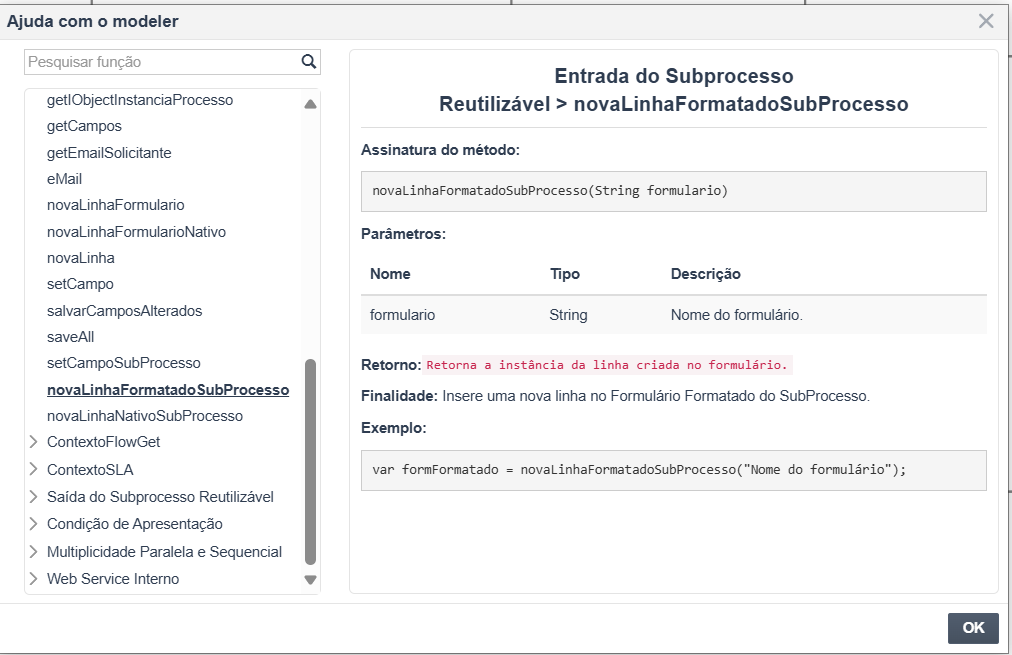 Ajuda com o modeler
Pesquisar função
getIObjectInstanciaProcesso
getCampos
getEmailSolicitante
eMail
novaLinhaFormulario
novaLinhaFormularioNativo
novaLinha
setCampo
salvarCamposAlterados
saveAll
setCampoSubProcesso
novaLinhaFormatadoSubProcesso
novaLinhaNativoSubProcesso
ContextoFlowGet
ContextoSLA
Saída do Subprocesso Reutilizável
Condição de Apresentação
Multiplicidade Paralela e Sequencial
Web Service Interno
Entrada do Subprocesso
Reutilizável > novaLinhaFormatadoSubProcesso
Assinatura do método:
novaLinhaFormatadoSubProcesso(String formulario)
Parâmetros:
Nome Tipo Descrição
formulario String Nome do formulário.
Retorno: Retorna a instância da linha criada no formulário.
Finalidade: Insere uma nova linha no Formulário Formatado do SubProcesso.
Exemplo:
var formFormatado = novaLinhaFormatadoSubProcesso("Nome do formulário");
OK